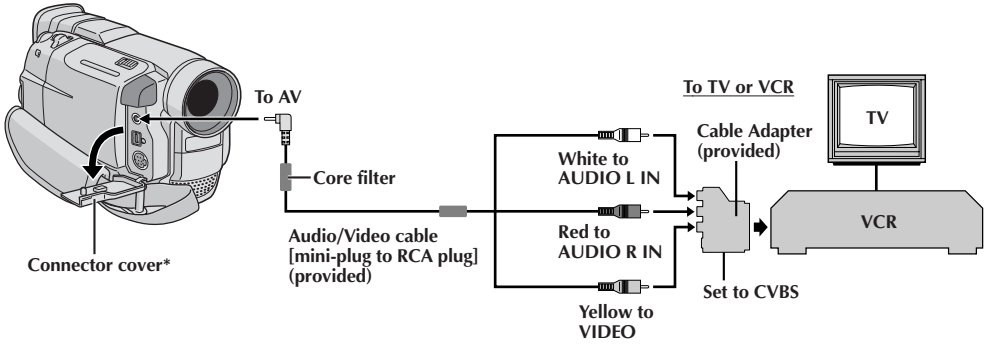 To AV
Core filter
Connector cover*
Audio/Video cable
[mini-plug to RCA plug]
(provided)
White to
AUDIO L IN
Red to
AUDIO R IN
Yellow to
VIDEO
To TV or VCR
Cable Adapter
(provided)
Set to CVBS
TV
VCR